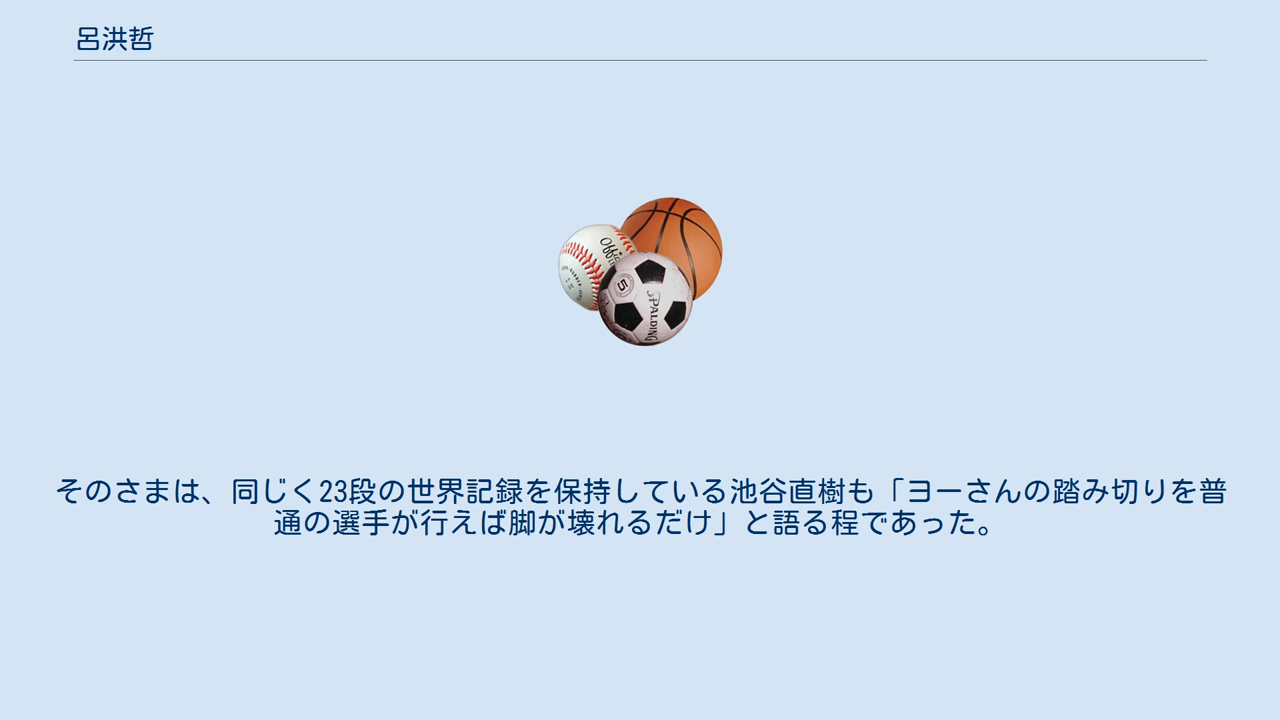 呂洪哲
Offic
5
SPALDING
そのさまは、同じく23段の世界記録を保持している池谷直樹も「ヨーさんの踏み切りを普
通の選手が行えば脚が壊れるだけ」と語る程であった。